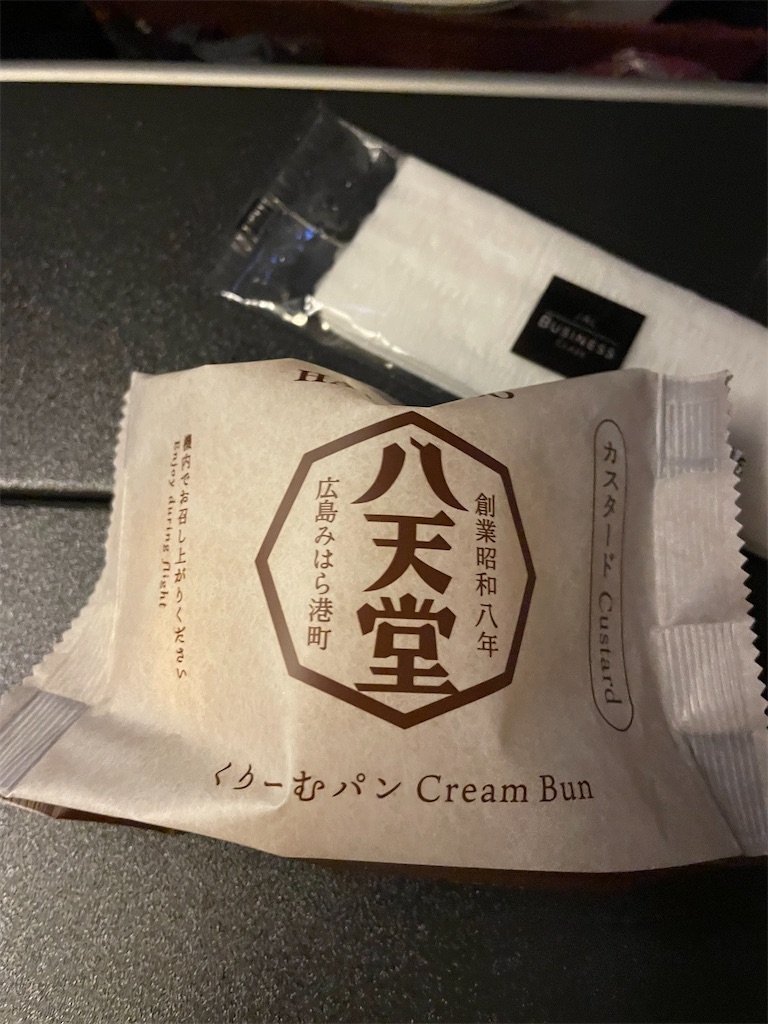 BUSINESS
八天堂
創業昭和八年
広島みはら港町
カスタード Custard
機内でお召し上がりください
Enjoy during flight
くりーむパン Cream Bun